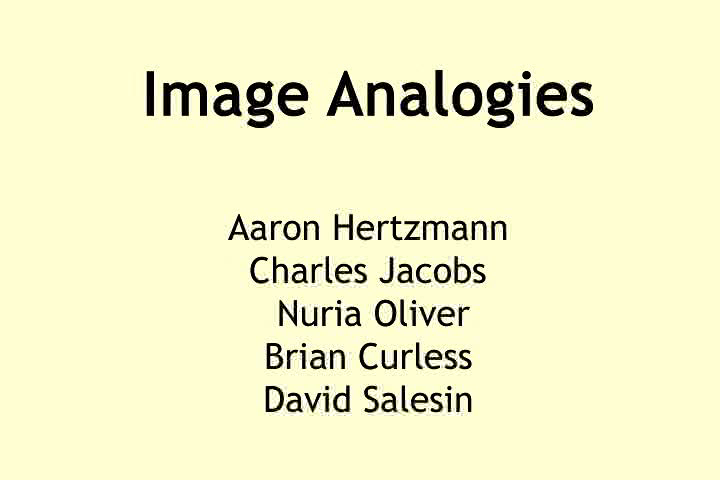 Image Analogies
Aaron Hertzmann
Charles Jacobs
Nuria Oliver
Brian Curless
David Salesin